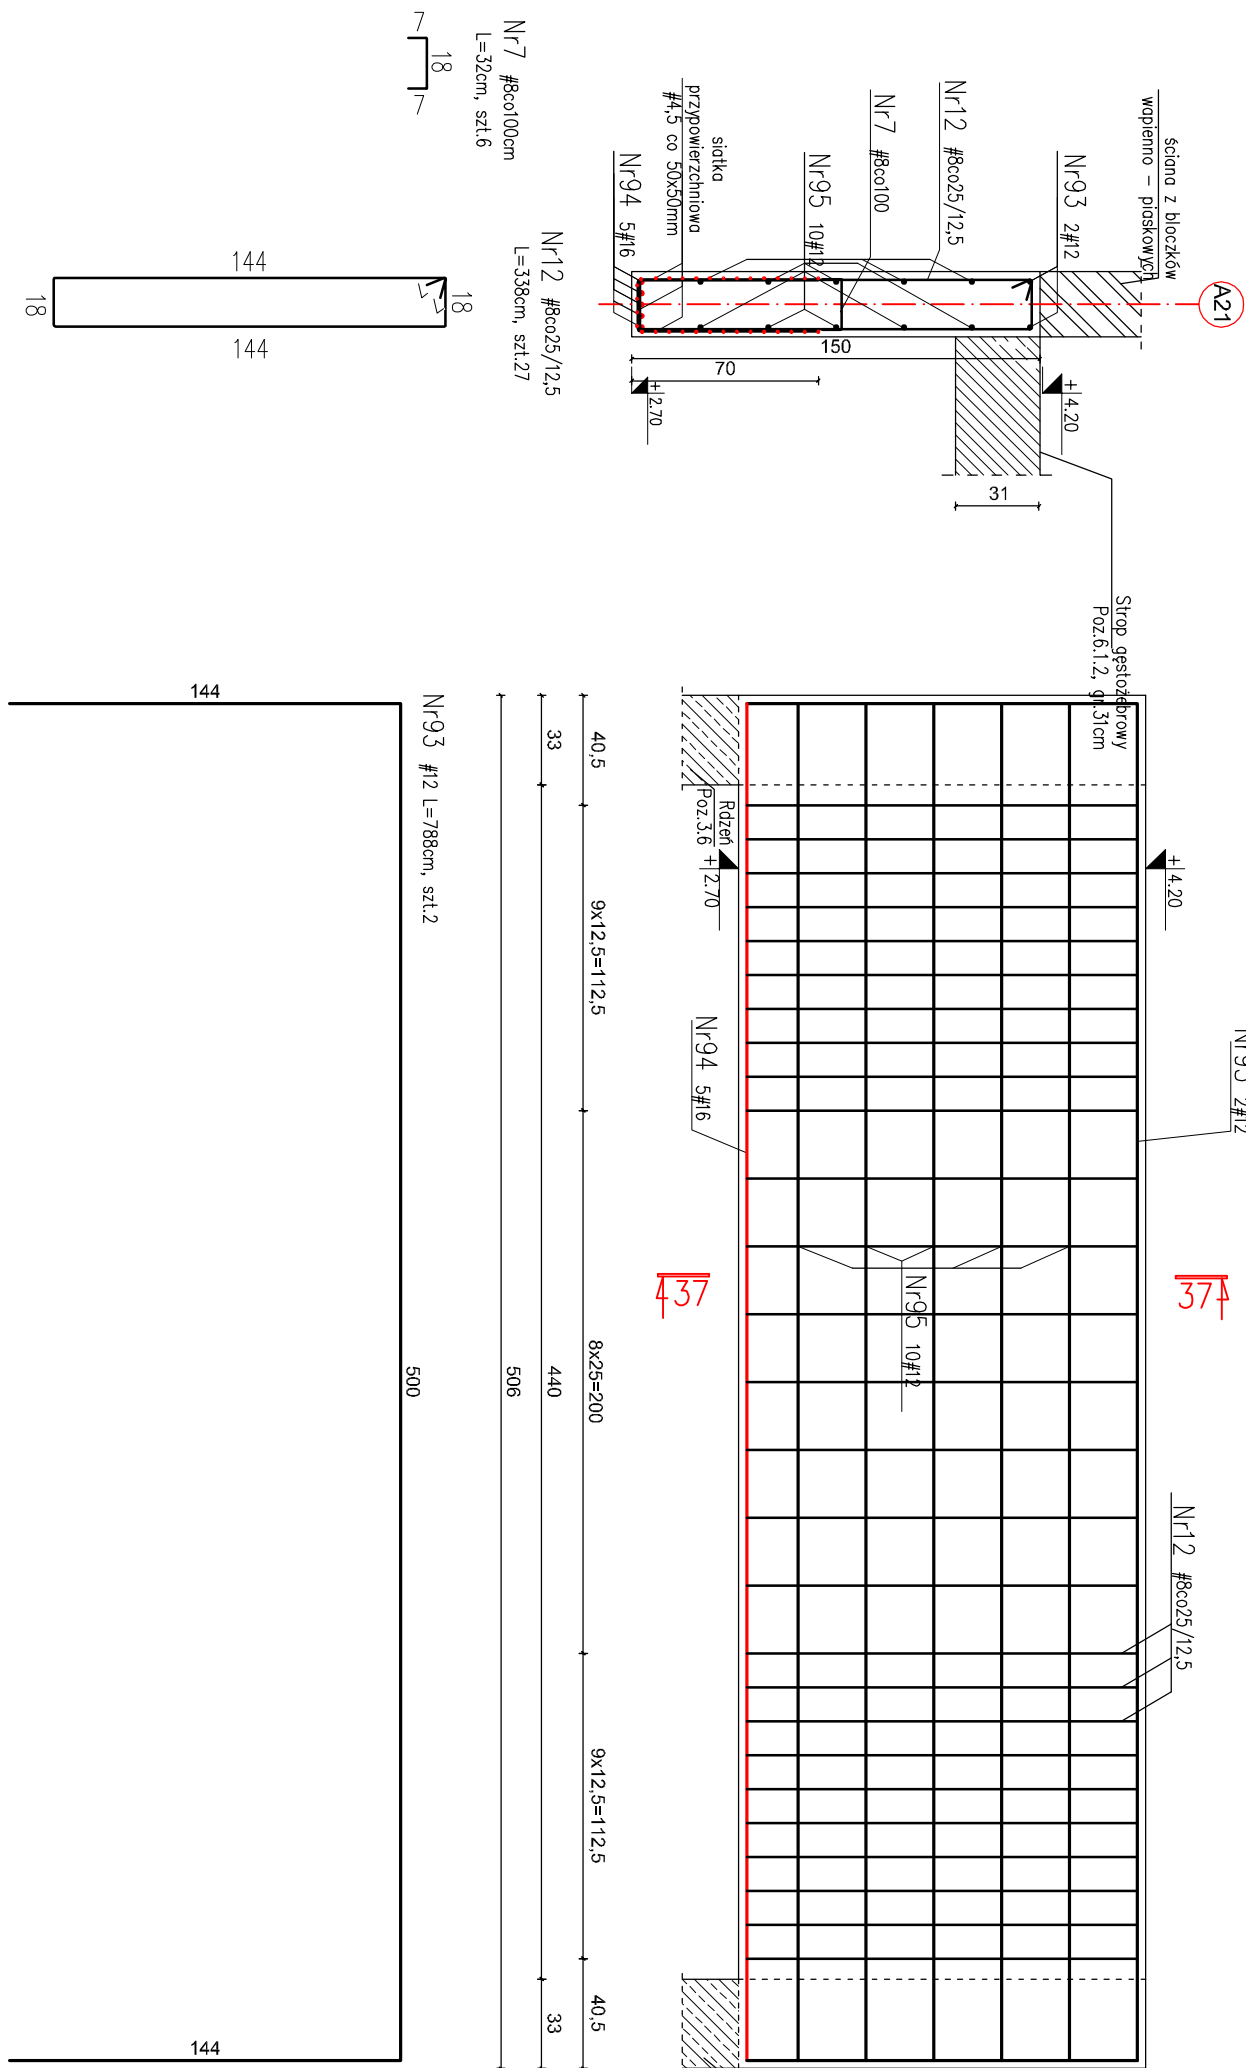 A21
ściana z bloczków
wapienno - piaskowych
Nr93 2#12
Nr12 #8co25/12,5
Nr7 #8co100
Nr95 10#12
siatka
przypowierzchniowa
#4,5 co 50x50mm
Nr94 5#16
150
70
+2.70
+4.20
31
Strop gęstożebrowy
Poz.6.1.2, gr.31cm
7
18
7
Nr7 #8co100cm
L=32cm, szt.6
144
18
18
144
Nr12 #8co25/12,5
L=338cm, szt.27
+4.20
Rdzeń
Poz.3.6
+2.70
2#12
Nr94 5#16
37
37
Nr95 10#12
Nr12 #8co25/12,5
40,5
9x12,5=112,5
8x25=200
9x12,5=112,5
40,5
33
440
33
506
Nr93 #12 L=788cm, szt.2
144
500
144